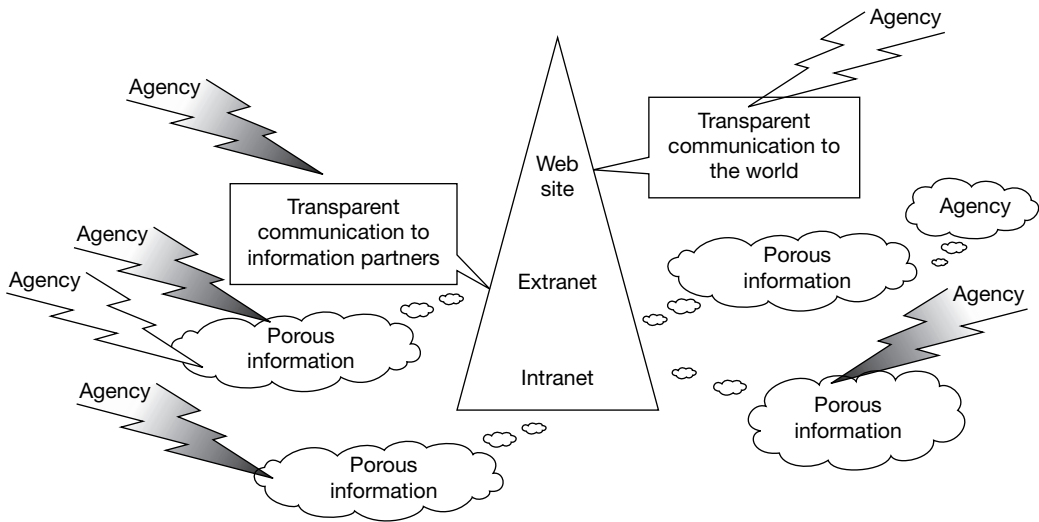 Agency
Agency
Transparent
communication to
the world
Web
site
Transparent
communication to
information partners
Agency
Agency
Porous
information
Agency
Extranet
Agency
Agency
Porous
information
Intranet
Agency
Porous
information
Porous
information